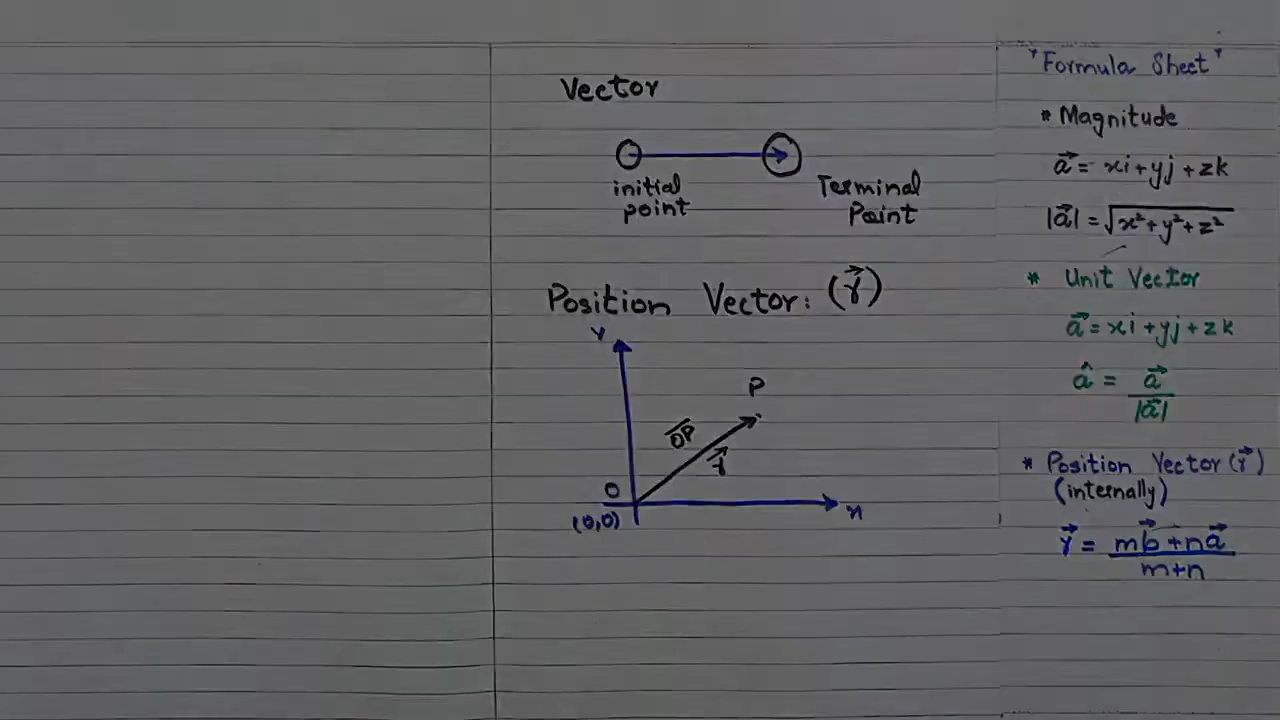 Vector
initial
point
Terminal
Point
Position Vector: (r⃗)
Y
P
OP
r⃗
O
(0,0)
x
"Formula Sheet"
* Magnitude
a⃗ = xi+yj+zk
|a⃗| = √x²+y²+z²
* Unit Vector
a⃗ = xi+yj+zk
â = a⃗
|a⃗|
* Position Vector (r⃗)
(internally)
r⃗ = mb⃗+na⃗
m+n